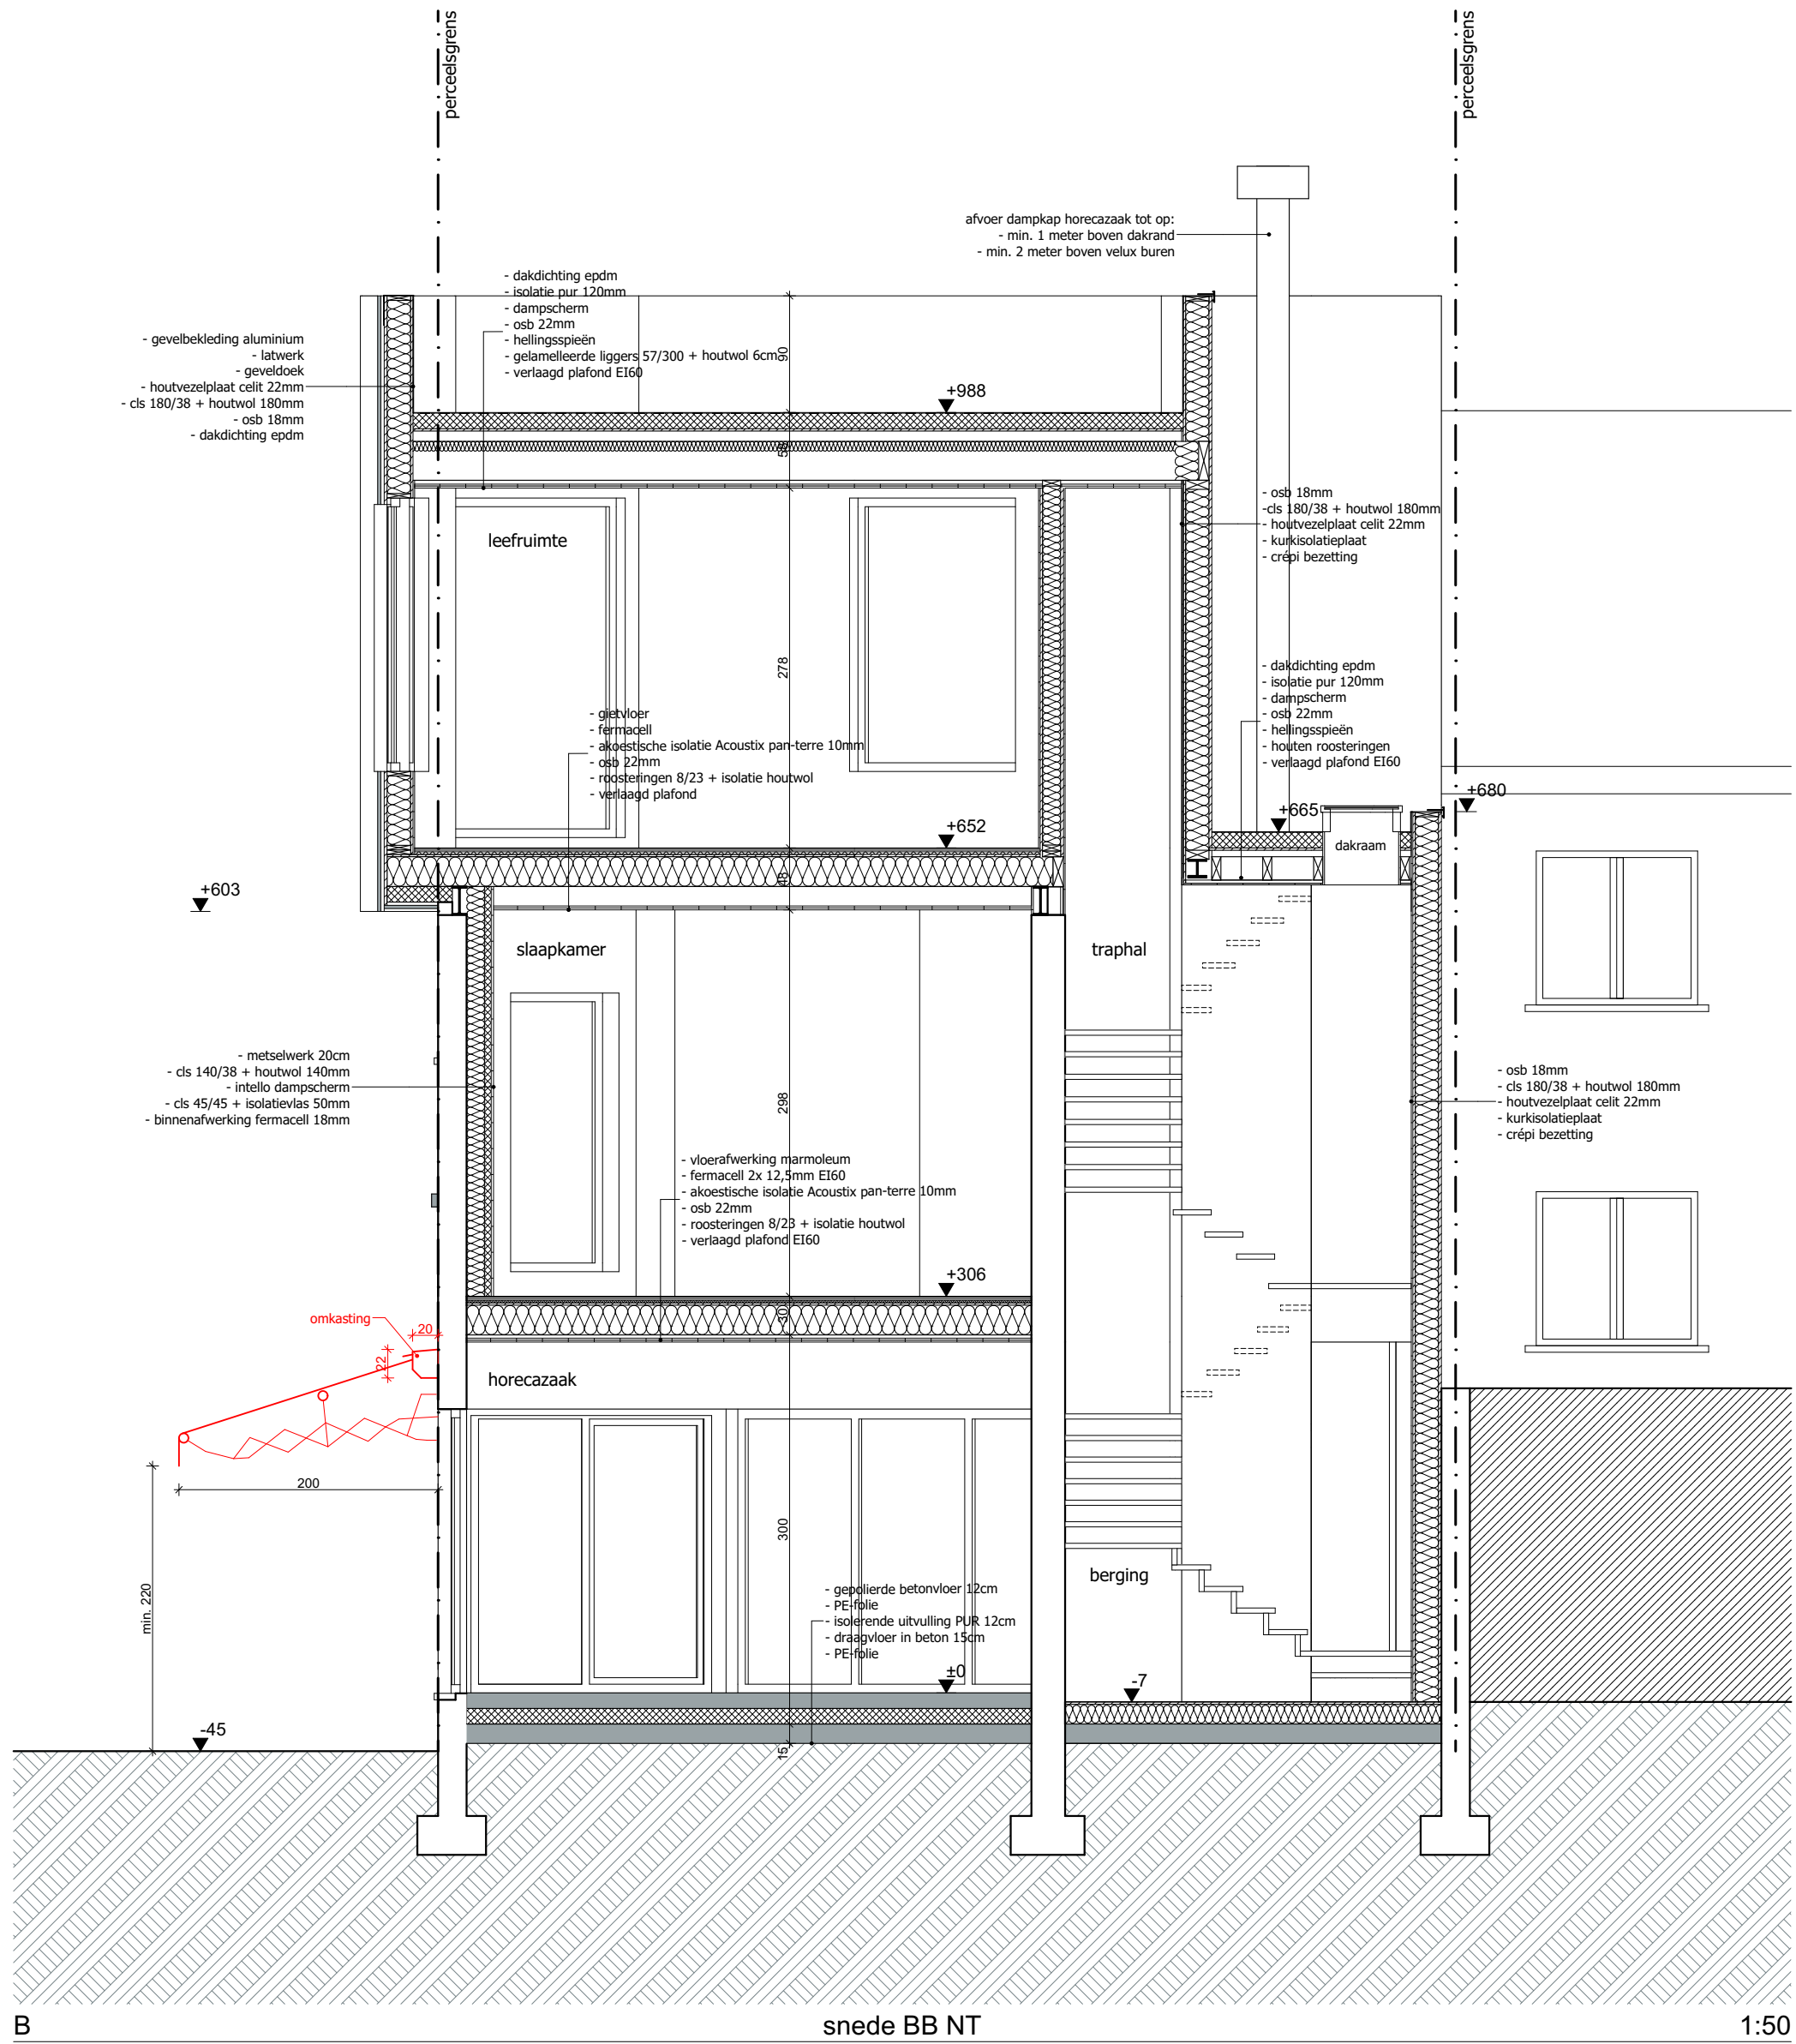 perceelsgrens
perceelsgrens
afvoer dampkap horecazaak tot op:
- min. 1 meter boven dakrand
- min. 2 meter boven velux buren
- dakdichting epdm
- isolatie pur 120mm
- dampscherm
- osb 22mm
- hellingsspieën
- gelamelleerde liggers 57/300 + houtwol 6cm
- verlaagd plafond EI60
90
- gevelbekleding aluminium
- latwerk
- geveldoek
- houtvezelplaat celit 22mm
- cls 180/38 + houtwol 180mm
- osb 18mm
- dakdichting epdm
+988
58
- osb 18mm
-cls 180/38 + houtwol 180mm
- houtvezelplaat celit 22mm
- kurkisolatieplaat
- crépi bezetting
leefruimte
278
- dakdichting epdm
- isolatie pur 120mm
- dampscherm
- osb 22mm
- hellingsspieën
- houten roosteringen
- verlaagd plafond EI60
- gietvloer
- fermacell
- akoestische isolatie Acoustix pan-terre 10mm
- osb 22mm
- roosteringen 8/23 + isolatie houtwol
- verlaagd plafond
+680
+665
+652
dakraam
48
+603
slaapkamer
traphal
- metselwerk 20cm
- cls 140/38 + houtwol 140mm
- intello dampscherm
- cls 45/45 + isolatievlas 50mm
- binnenafwerking fermacell 18mm
298
- osb 18mm
- cls 180/38 + houtwol 180mm
- houtvezelplaat celit 22mm
- kurkisolatieplaat
- crépi bezetting
- vloerafwerking marmoleum
- fermacell 2x 12,5mm EI60
- akoestische isolatie Acoustix pan-terre 10mm
- osb 22mm
- roosteringen 8/23 + isolatie houtwol
- verlaagd plafond EI60
+306
30
omkasting
20
22
horecazaak
200
300
min. 220
berging
- gepolierde betonvloer 12cm
- PE-folie
- isolerende uitvulling PUR 12cm
- draagvloer in beton 15cm
- PE-folie
±0
-7
-45
15
B
snede BB NT
1:50